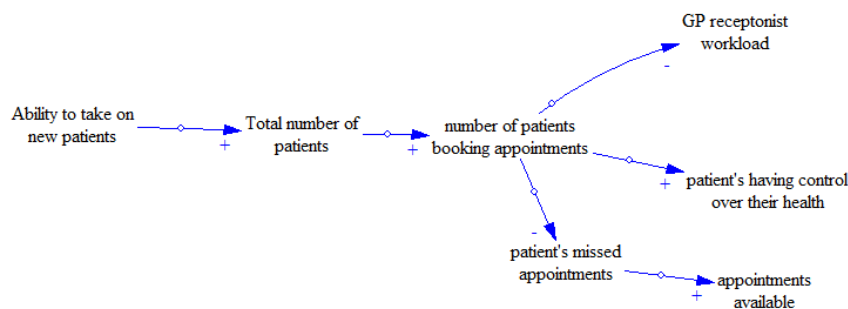 GP receptonist
workload
-
Ability to take on
new patients
+
Total number of
patients
+
number of patients
booking appointments
+
patient's having control
over their health
-
patient's missed
appointments
+
appointments
available